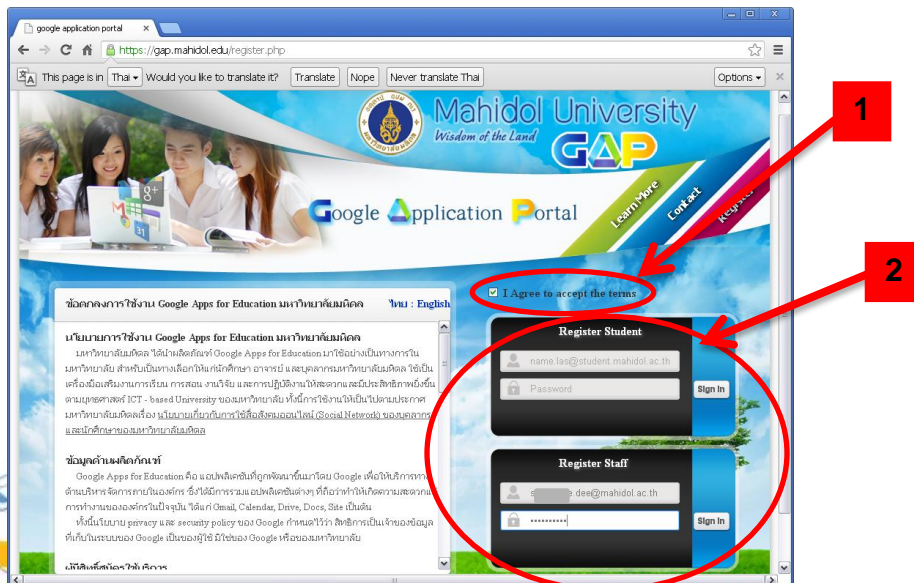 google application portal
https://gap.mahidol.edu/register.php
This page is in Thai Would you like to translate it? Translate Nope Never translate Thai Options
Mahidol University
Wisdom of the Land
GAP
Google Application Portal
Learn More
Contact
Register
1
2
ข้อตกลงการใช้งาน Google Apps for Education มหาวิทยาลัยมหิดล ไทย : English
I Agree to accept the terms
นโยบายการใช้งาน Google Apps for Education มหาวิทยาลัยมหิดล
มหาวิทยาลัยมหิดล ได้นำผลิตภัณฑ์ Google Apps for Education มาใช้อย่างเป็นทางการใน
มหาวิทยาลัย สำหรับเป็นทางเลือกให้แก่นักศึกษา อาจารย์ และบุคลากรมหาวิทยาลัยมหิดล ใช้เป็น
เครื่องมือเสริมงานการเรียน การสอน งานวิจัย และการปฏิบัติงานให้สะดวกและมีประสิทธิภาพยิ่งขึ้น
ตามยุทธศาสตร์ ICT - based University ของมหาวิทยาลัย ทั้งนี้การใช้งานให้เป็นไปตามประกาศ
มหาวิทยาลัยมหิดลเรื่อง นโยบายเกี่ยวกับการใช้สื่อสังคมออนไลน์ (Social Network) ของบุคลากร
และนักศึกษาของมหาวิทยาลัยมหิดล
ข้อมูลด้านผลิตภัณฑ์
Google Apps for Education คือ แอปพลิเคชันที่ถูกพัฒนาขึ้นมาโดย Google เพื่อให้บริการทาง
ด้านบริหารจัดการภายในองค์กร ซึ่งได้มีการรวมแอปพลิเคชันต่างๆ ที่ถือว่าทำให้เกิดความสะดวกแก่
การทำงานขององค์กรในปัจจุบัน ได้แก่ Gmail, Calendar, Drive, Docs, Site เป็นต้น
ทั้งนี้นโยบาย privacy และ security policy ของ Google กำหนดไว้ว่า สิทธิการเป็นเจ้าของข้อมูล
ที่เก็บในระบบของ Google เป็นของผู้ใช้ มิใช่ของ Google หรือของมหาวิทยาลัย
ผู้มีสิทธิ์สมัครใช้บริการ
Register Student
name.las@student.mahidol.ac.th
Password
Sign In
Register Staff
e.dee@mahidol.ac.th
Sign In